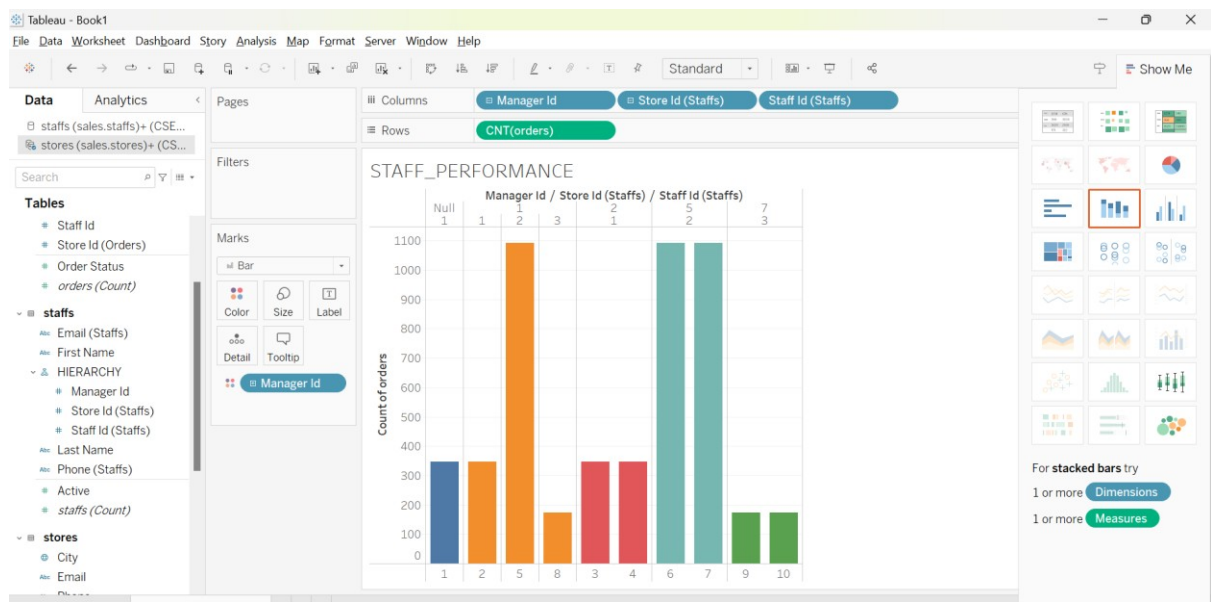 Tableau - Book1
File Data Worksheet Dashboard Story Analysis Map Format Server Window Help
Standard
Show Me
Data Analytics
staffs (sales.staffs)+ (CSE...
stores (sales.stores)+ (CS...
Search
Tables
Staff Id
Store Id (Orders)
Order Status
orders (Count)
staffs
Abc Email (Staffs)
Abc First Name
HIERARCHY
Manager Id
Store Id (Staffs)
Staff Id (Staffs)
Abc Last Name
Abc Phone (Staffs)
Active
staffs (Count)
stores
City
Abc Email
Pages
Filters
Marks
Bar
Color Size Label
Detail Tooltip
Manager Id
Columns Manager Id Store Id (Staffs) Staff Id (Staffs)
Rows CNT(orders)
STAFF_PERFORMANCE
Manager Id / Store Id (Staffs) / Staff Id (Staffs)
Null 1 2 5 7
1 1 2 3 1 2 3
Count of orders
1100
1000
900
800
700
600
500
400
300
200
100
0
1 2 5 8 3 4 6 7 9 10
For stacked bars try
1 or more Dimensions
1 or more Measures